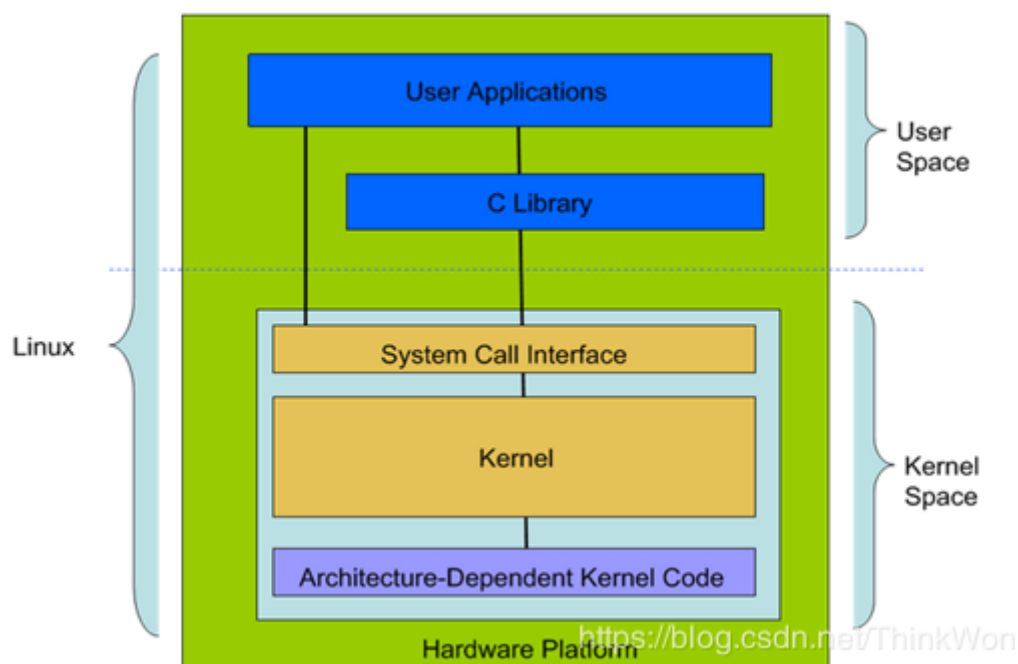 User Applications
User
Space
C Library
Linux
System Call Interface
Kernel
Kernel
Space
Architecture-Dependent Kernel Code
Hardware Platform
https://blog.csdn.net/ThinkWon